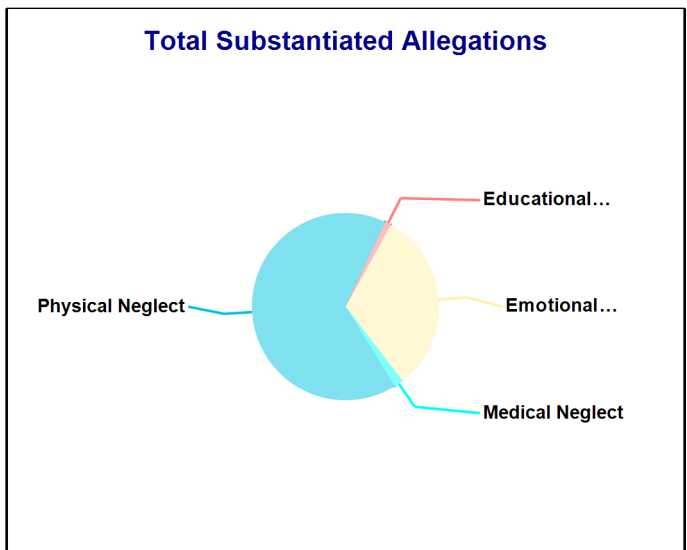 Total Substantiated Allegations
Educational…
Physical Neglect
Emotional…
Medical Neglect